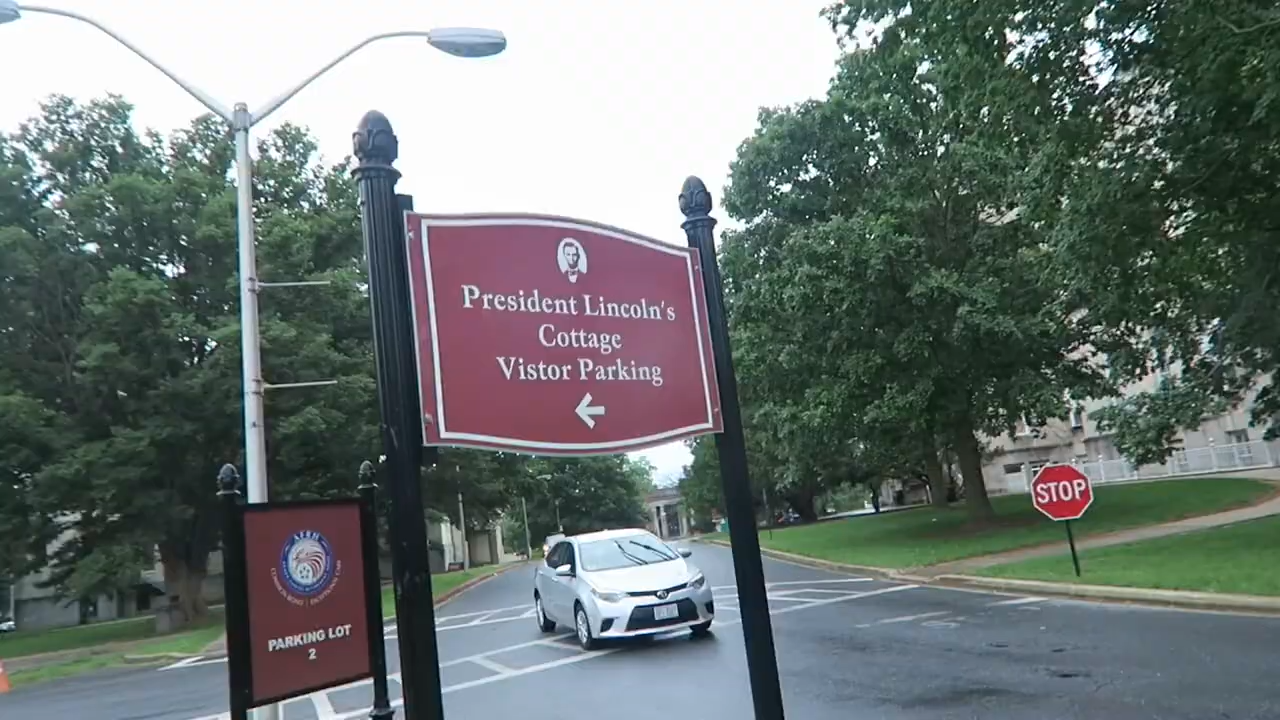 President Lincoln's
Cottage
Vistor Parking
STOP
AFRH
PARKING LOT
2